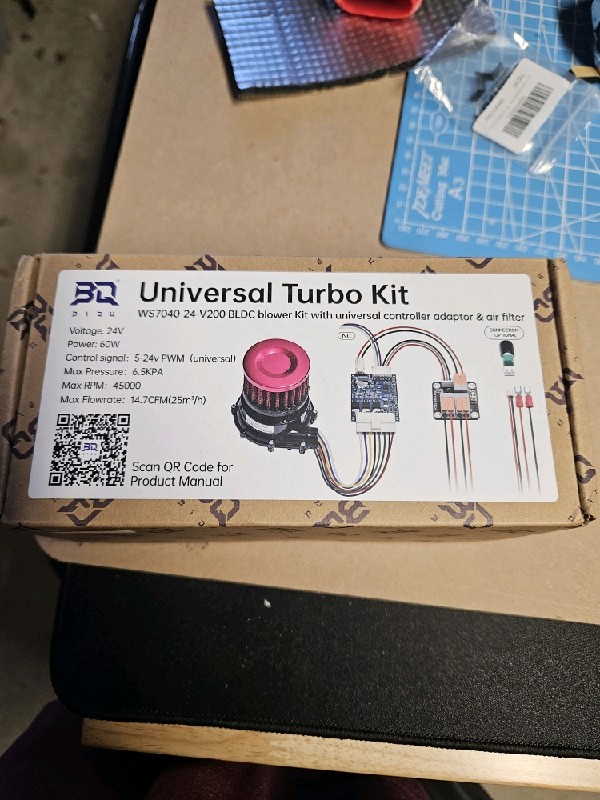 BQ
Universal Turbo Kit
WS7040-24-V200 BLDC blower Kit with universal controller adaptor & air filter
Voltage: 24V
Power: 60W
Control signal: 5-24v PWM (universal)
Max Pressure: 6.5KPA
Max RPM: 45000
Max Flowrate: 14.7CFM(25m³/h)
Scan QR Code for
Product Manual
Cutting Mat
A3